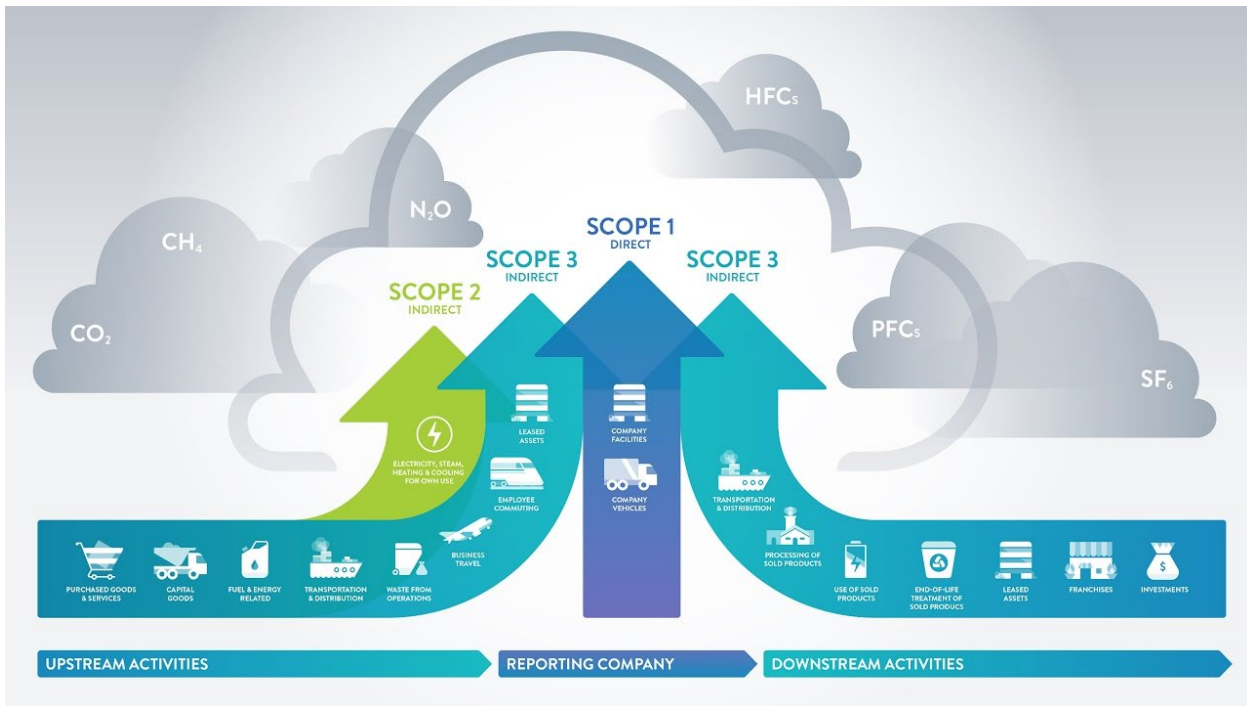 HFCs
N₂O
CH₄
CO₂
PFCs
SF₆
SCOPE 1
DIRECT
SCOPE 3
INDIRECT
SCOPE 3
INDIRECT
SCOPE 2
INDIRECT
ELECTRICITY, STEAM,
HEATING & COOLING
FOR OWN USE
LEASED
ASSETS
EMPLOYEE
COMMUTING
BUSINESS
TRAVEL
PURCHASED GOODS
& SERVICES
CAPITAL
GOODS
FUEL & ENERGY
RELATED
TRANSPORTATION
& DISTRIBUTION
WASTE FROM
OPERATIONS
COMPANY
FACILITIES
COMPANY
VEHICLES
TRANSPORTATION
& DISTRIBUTION
PROCESSING OF
SOLD PRODUCTS
USE OF SOLD
PRODUCTS
END-OF-LIFE
TREATMENT OF
SOLD PRODUCS
LEASED
ASSETS
FRANCHISES
$
INVESTMENTS
UPSTREAM ACTIVITIES
REPORTING COMPANY
DOWNSTREAM ACTIVITIES